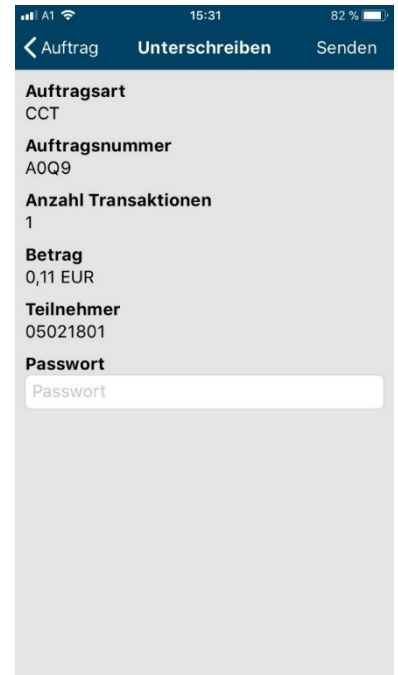 A1 15:31 82 %
Auftrag Unterschreiben Senden
Auftragsart
CCT
Auftragsnummer
A0Q9
Anzahl Transaktionen
1
Betrag
0,11 EUR
Teilnehmer
05021801
Passwort
Passwort